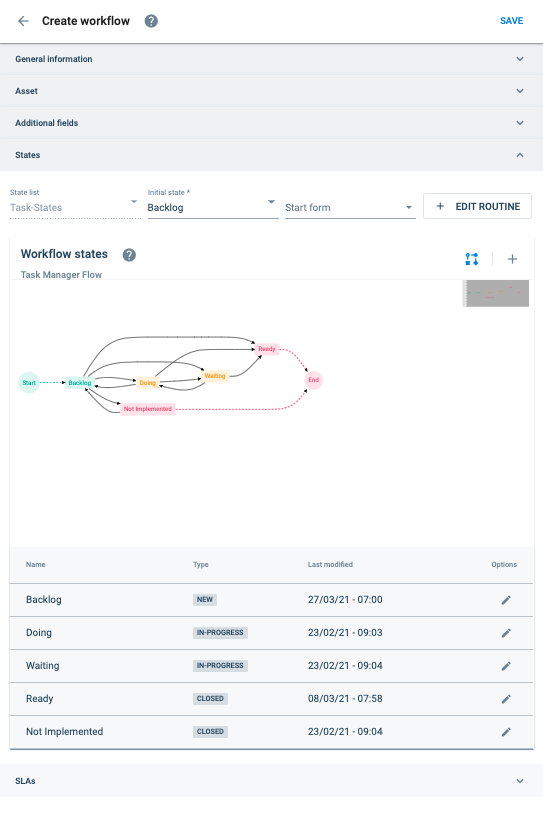 Create workflow ?
SAVE
General information
Asset
Additional fields
States
State list
Task-States
Initial state *
Backlog
Start form
+ EDIT ROUTINE
Workflow states ?
Task Manager Flow
Ready
Start
Backlog
Doing
Waiting
End
Not Implemented
Name Type Last modified Options
Backlog NEW 27/03/21 - 07:00
Doing IN-PROGRESS 23/02/21 - 09:03
Waiting IN-PROGRESS 23/02/21 - 09:04
Ready CLOSED 08/03/21 - 07:58
Not Implemented CLOSED 23/02/21 - 09:04
SLAs